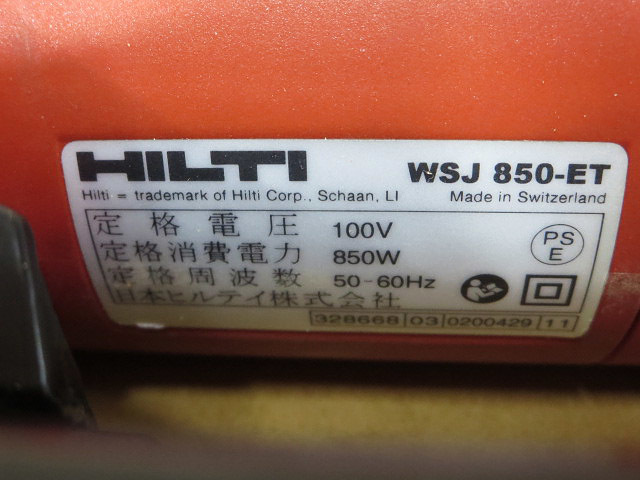 HILTI WSJ 850-ET
Hilti = trademark of Hilti Corp., Schaan, LI Made in Switzerland
定格電圧 100V
定格消費電力 850W
定格周波数 50-60Hz
PS E
日本ヒルティ株式会社
328668 03 0200429 11